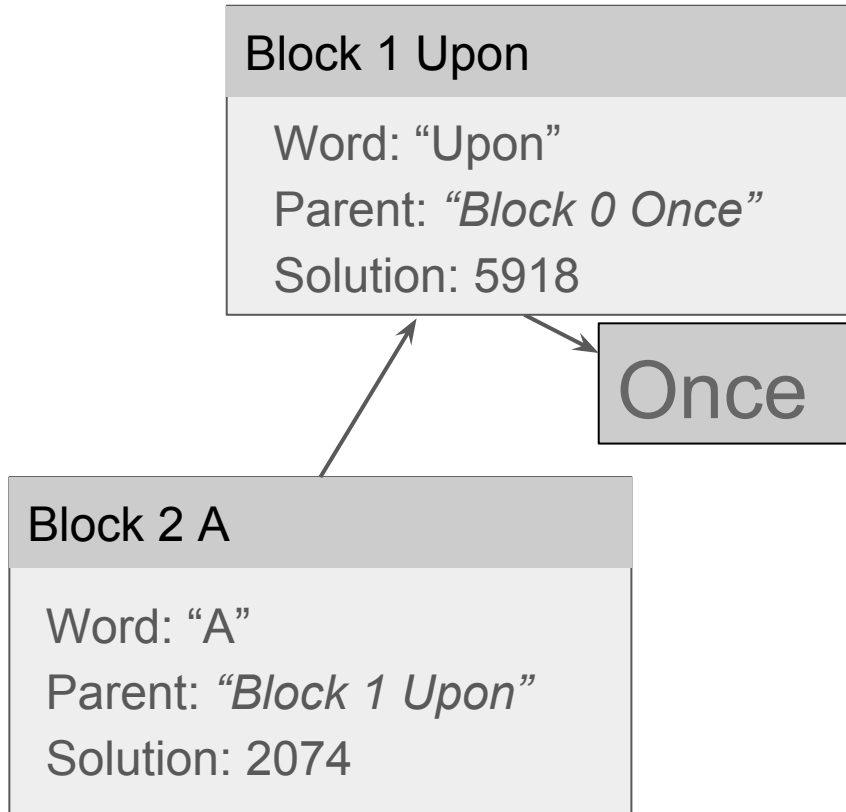 Block 1 Upon
Word: “Upon”
Parent: “Block 0 Once”
Solution: 5918
Once
Block 2 A
Word: “A”
Parent: “Block 1 Upon”
Solution: 2074